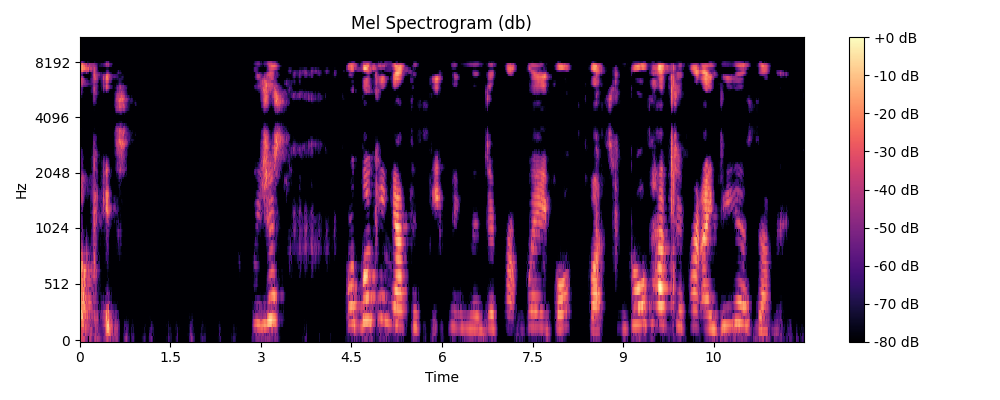 Mel Spectrogram (db)
8192
4096
2048
1024
512
0
Hz
0 1.5 3 4.5 6 7.5 9 10
Time
+0 dB
-10 dB
-20 dB
-30 dB
-40 dB
-50 dB
-60 dB
-70 dB
-80 dB